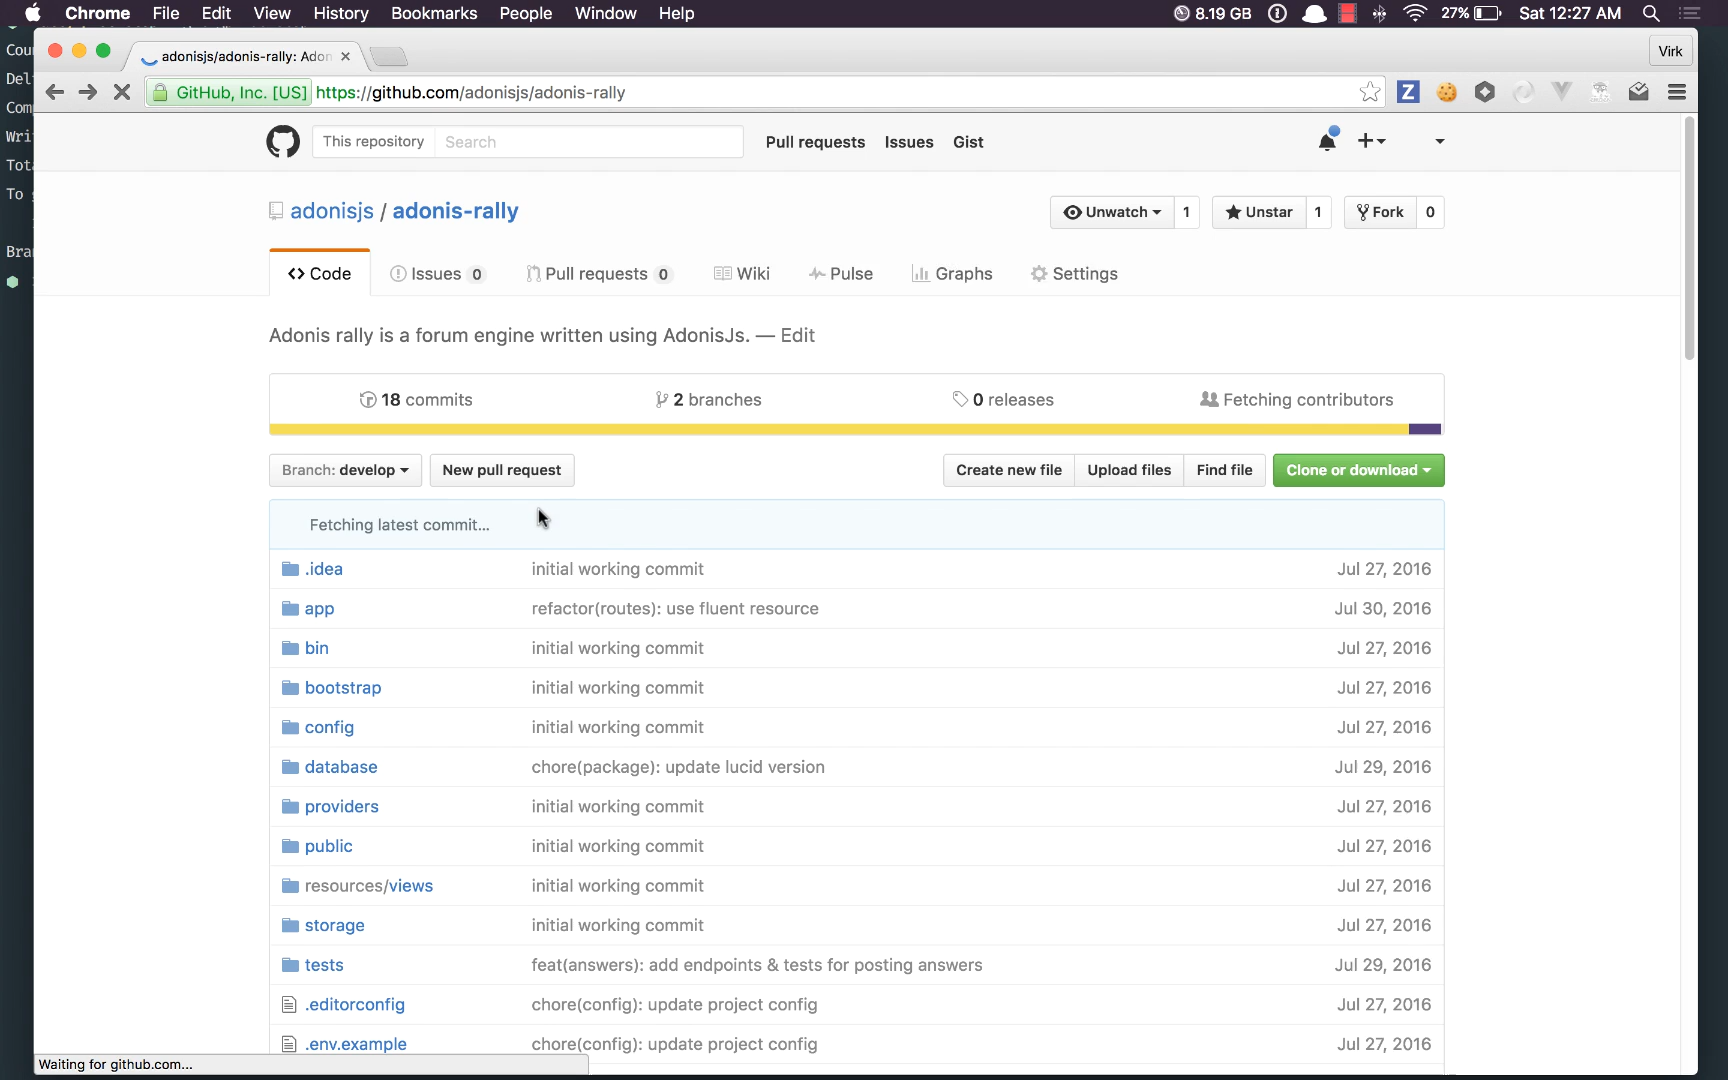 Chrome File Edit View History Bookmarks People Window Help 8.19 GB 27% Sat 12:27 AM
adonisjs/adonis-rally: Adon Virk
GitHub, Inc. [US] https://github.com/adonisjs/adonis-rally
This repository Search Pull requests Issues Gist
adonisjs / adonis-rally Unwatch 1 Unstar 1 Fork 0
Code Issues 0 Pull requests 0 Wiki Pulse Graphs Settings
Adonis rally is a forum engine written using AdonisJs. — Edit
18 commits 2 branches 0 releases Fetching contributors
Branch: develop New pull request Create new file Upload files Find file Clone or download
Fetching latest commit...
.idea initial working commit Jul 27, 2016
app refactor(routes): use fluent resource Jul 30, 2016
bin initial working commit Jul 27, 2016
bootstrap initial working commit Jul 27, 2016
config initial working commit Jul 27, 2016
database chore(package): update lucid version Jul 29, 2016
providers initial working commit Jul 27, 2016
public initial working commit Jul 27, 2016
resources/views initial working commit Jul 27, 2016
storage initial working commit Jul 27, 2016
tests feat(answers): add endpoints & tests for posting answers Jul 29, 2016
.editorconfig chore(config): update project config Jul 27, 2016
.env.example chore(config): update project config Jul 27, 2016
Waiting for github.com...